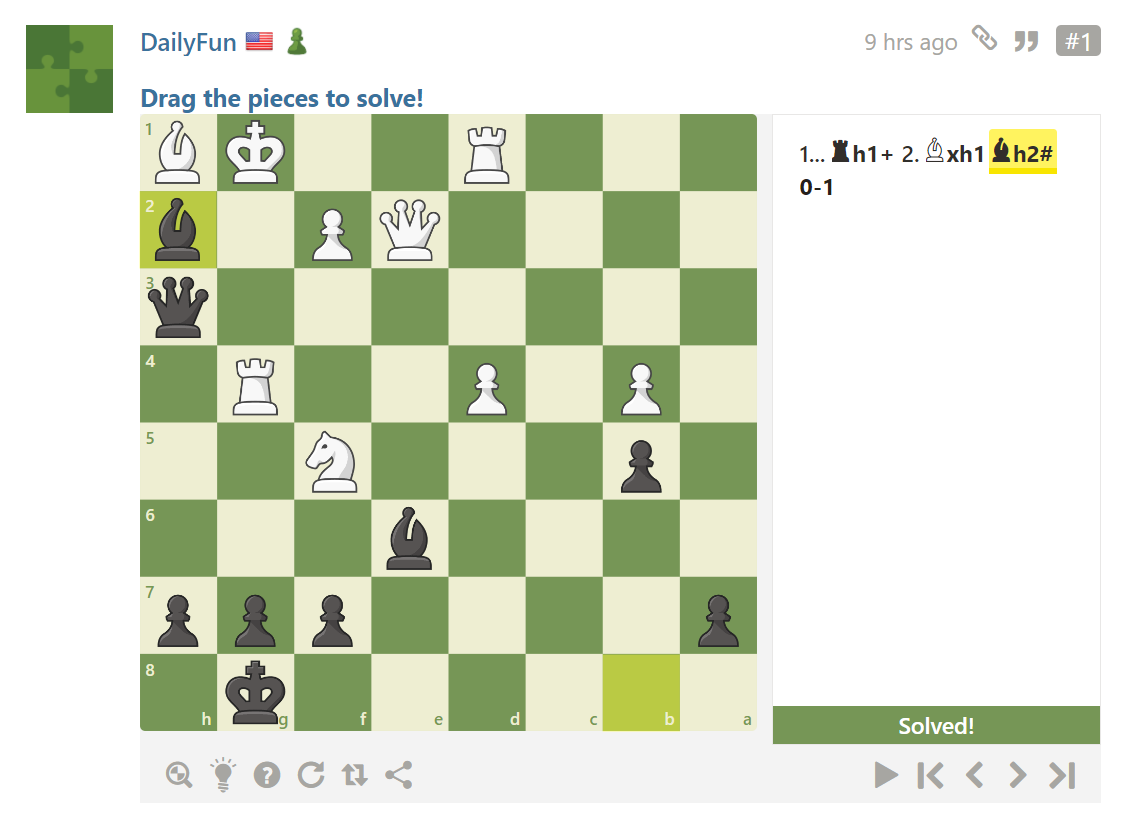 DailyFun
9 hrs ago
#1
Drag the pieces to solve!
1
2
3
4
5
6
7
8
h g f e d c b a
1... ♜h1+ 2. ♗xh1 ♝h2#
0-1
Solved!